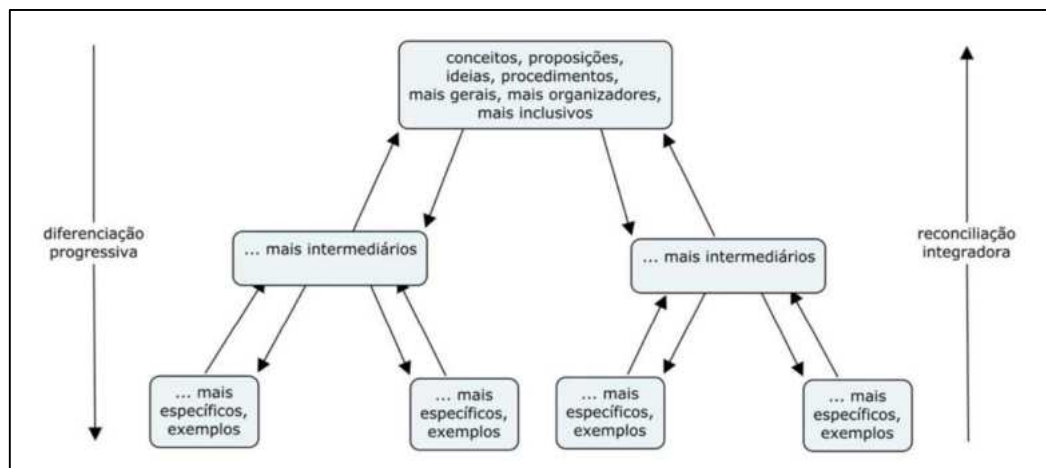 conceitos, proposições,
ideias, procedimentos,
mais gerais, mais organizadores,
mais inclusivos
diferenciação
progressiva
... mais intermediários
... mais intermediários
reconciliação
integradora
... mais
específicos,
exemplos
... mais
específicos,
exemplos
... mais
específicos,
exemplos
... mais
específicos,
exemplos